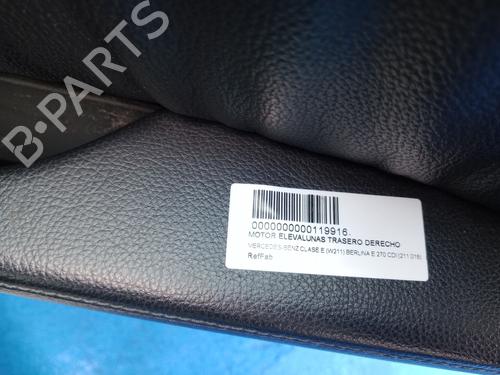 B-PARTS
0000000000119916.
MOTOR ELEVALUNAS TRASERO DERECHO
MERCEDES-BENZ CLASE E (W211) BERLINA E 270 CDI (211.016)
RefFab